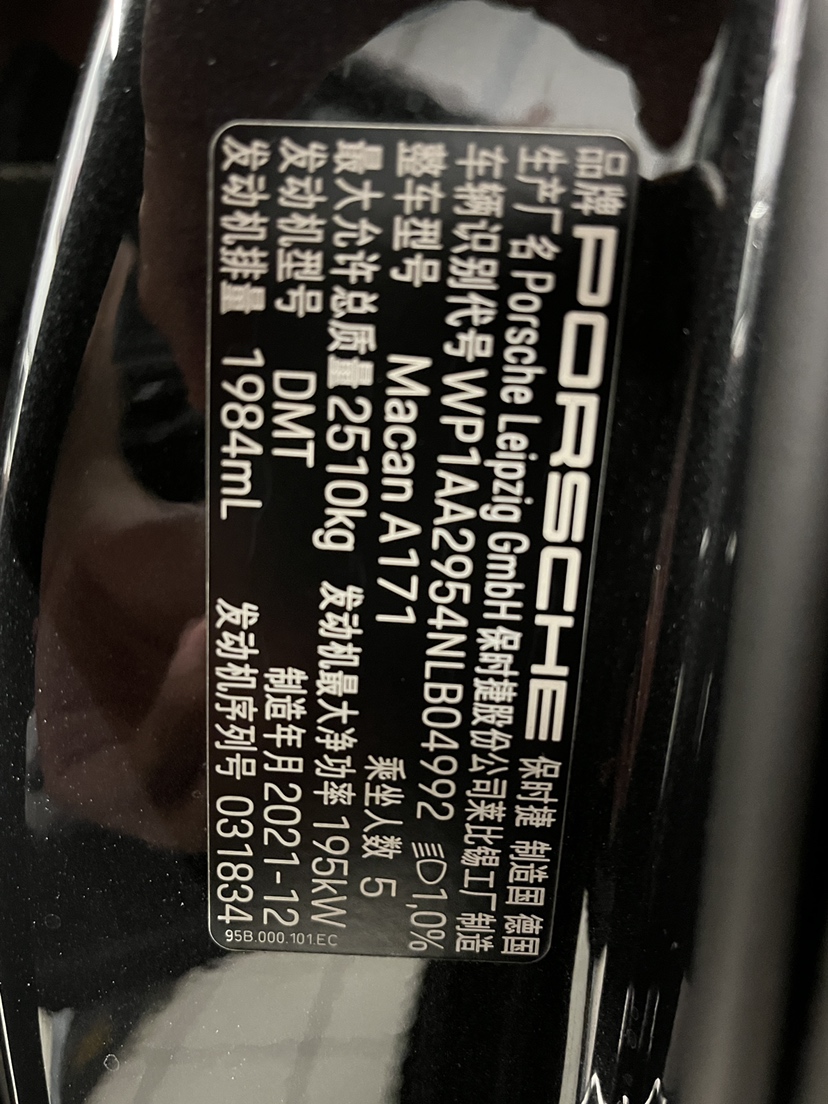 品牌 PORSCHE 保时捷 制造国 德国
生产厂名 Porsche Leipzig GmbH 保时捷股份公司莱比锡工厂制造
车辆识别代号 WP1AA2954NLB04992 1,0%
整车型号 Macan A171 乘坐人数 5
最大允许总质量 2510kg 发动机最大净功率 195kW
发动机型号 DMT 制造年月 2021-12
发动机排量 1984mL 发动机序列号 031834
95B.000.101.EC